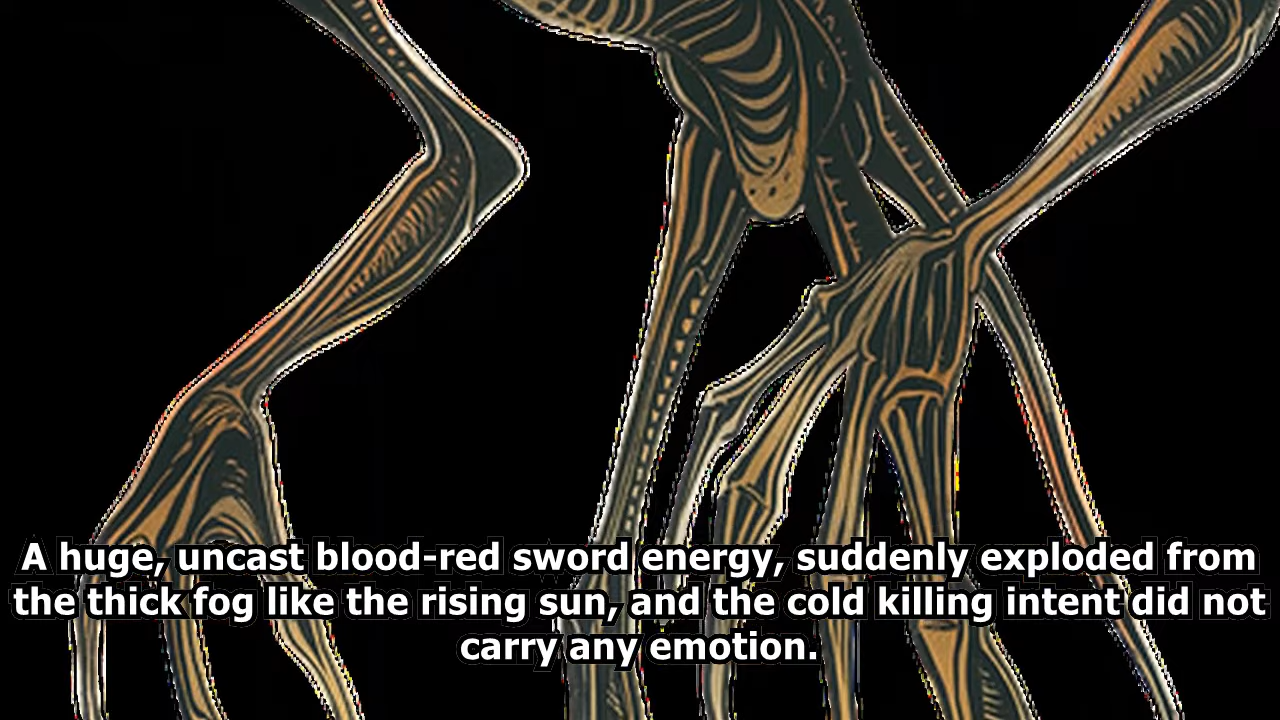 A huge, uncast blood-red sword energy, suddenly exploded from
the thick fog like the rising sun, and the cold killing intent did not
carry any emotion.